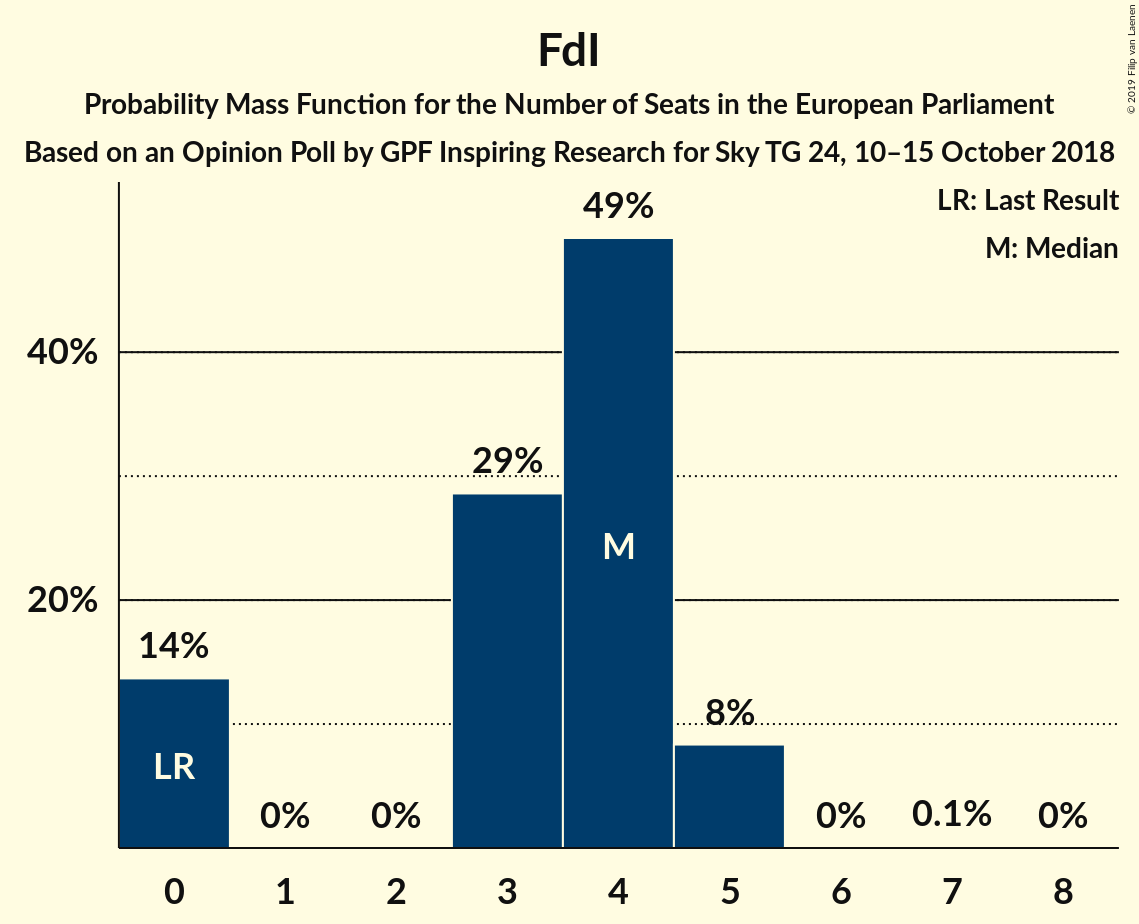 FdI
Probability Mass Function for the Number of Seats in the European Parliament
Based on an Opinion Poll by GPF Inspiring Research for Sky TG 24, 10–15 October 2018
© 2019 Filip van Laenen
LR: Last Result
M: Median
49%
40%
29%
M
20%
14%
8%
LR
0%
0%
0%
0.1%
0%
0 1 2 3 4 5 6 7 8